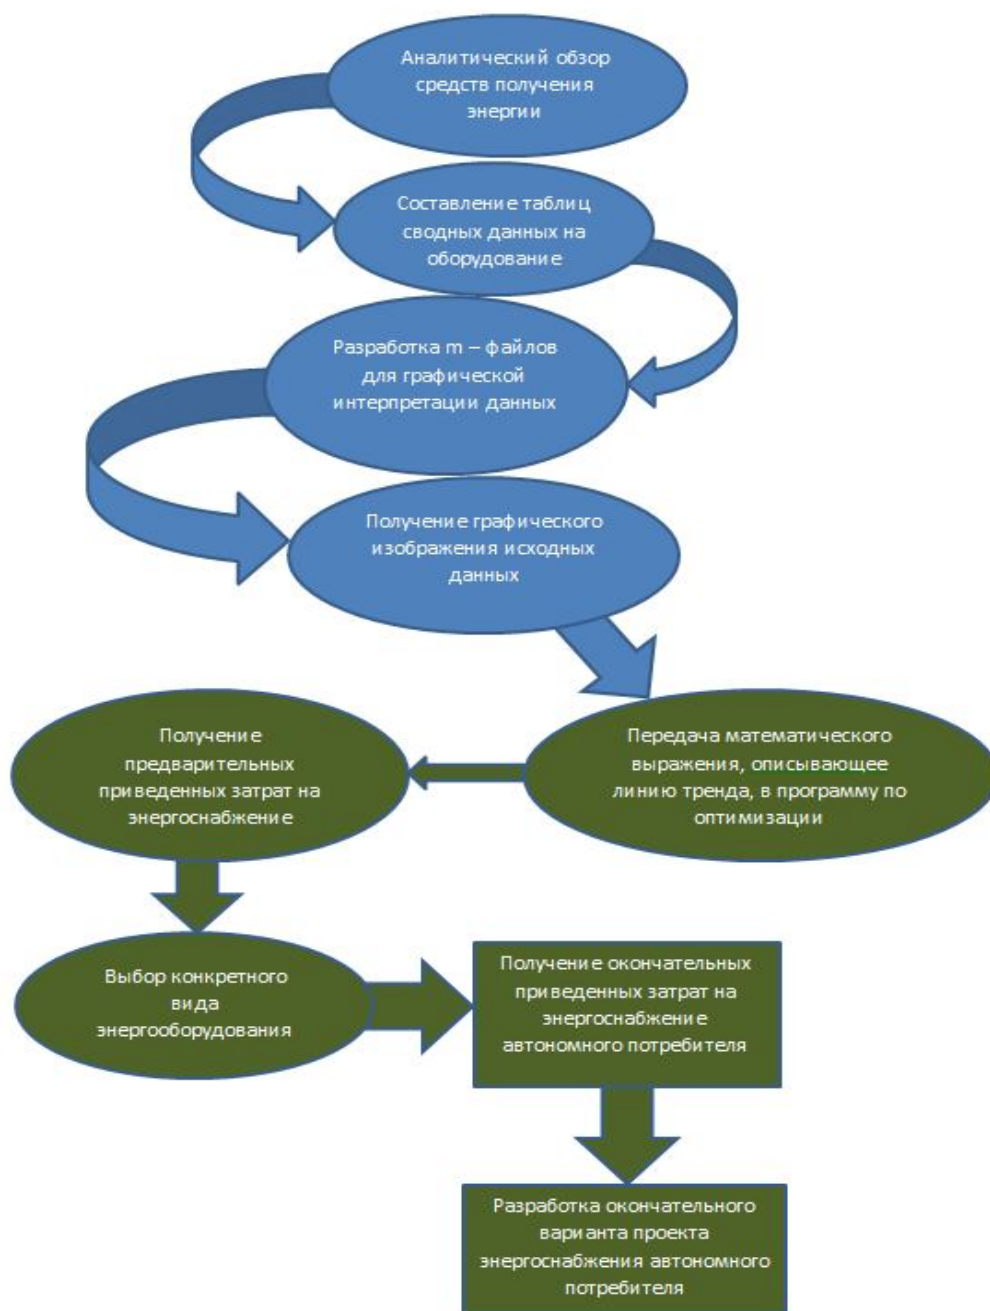 Аналитический обзор
средств получения
энергии
Составление таблиц
сводных данных на
оборудование
Разработка m – файлов
для графической
интерпретации данных
Получение графического
изображения исходных
данных
Передача математического
выражения, описывающее
линию тренда, в программу по
оптимизации
Получение
предварительных
приведенных затрат на
энергоснабжение
Выбор конкретного
вида
энергооборудования
Получение окончательных
приведенных затрат на
энергоснабжение
автономного потребителя
Разработка окончательного
варианта проекта
энергоснабжения автономного
потребителя